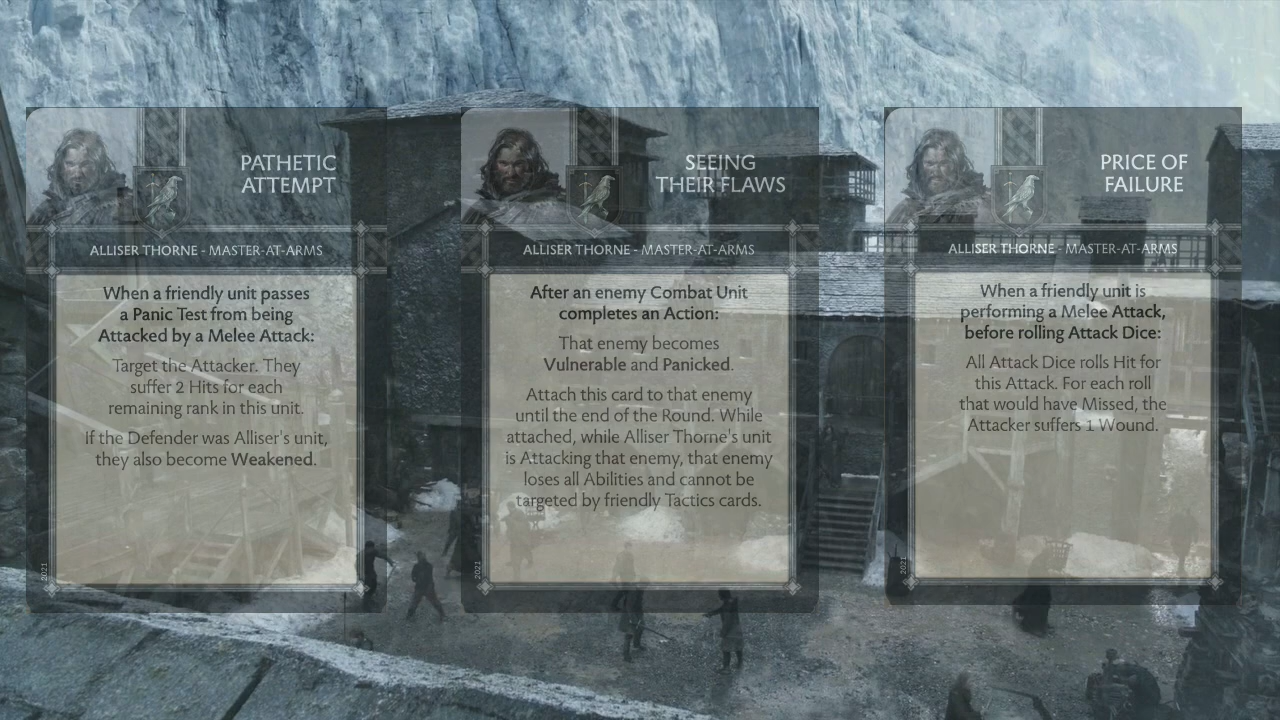 PATHETIC
ATTEMPT
ALLISER THORNE - MASTER-AT-ARMS
When a friendly unit passes
a Panic Test from being
Attacked by a Melee Attack:
Target the Attacker. They
suffer 2 Hits for each
remaining rank in this unit.
If the Defender was Alliser's unit,
they also become Weakened.
2021
SEEING
THEIR FLAWS
ALLISER THORNE - MASTER-AT-ARMS
After an enemy Combat Unit
completes an Action:
That enemy becomes
Vulnerable and Panicked.
Attach this card to that enemy
until the end of the Round. While
attached, while Alliser Thorne's unit
is Attacking that enemy, that enemy
loses all Abilities and cannot be
targeted by friendly Tactics cards.
2021
PRICE OF
FAILURE
ALLISER THORNE - MASTER-AT-ARMS
When a friendly unit is
performing a Melee Attack,
before rolling Attack Dice:
All Attack Dice rolls Hit for
this Attack. For each roll
that would have Missed, the
Attacker suffers 1 Wound.
2021